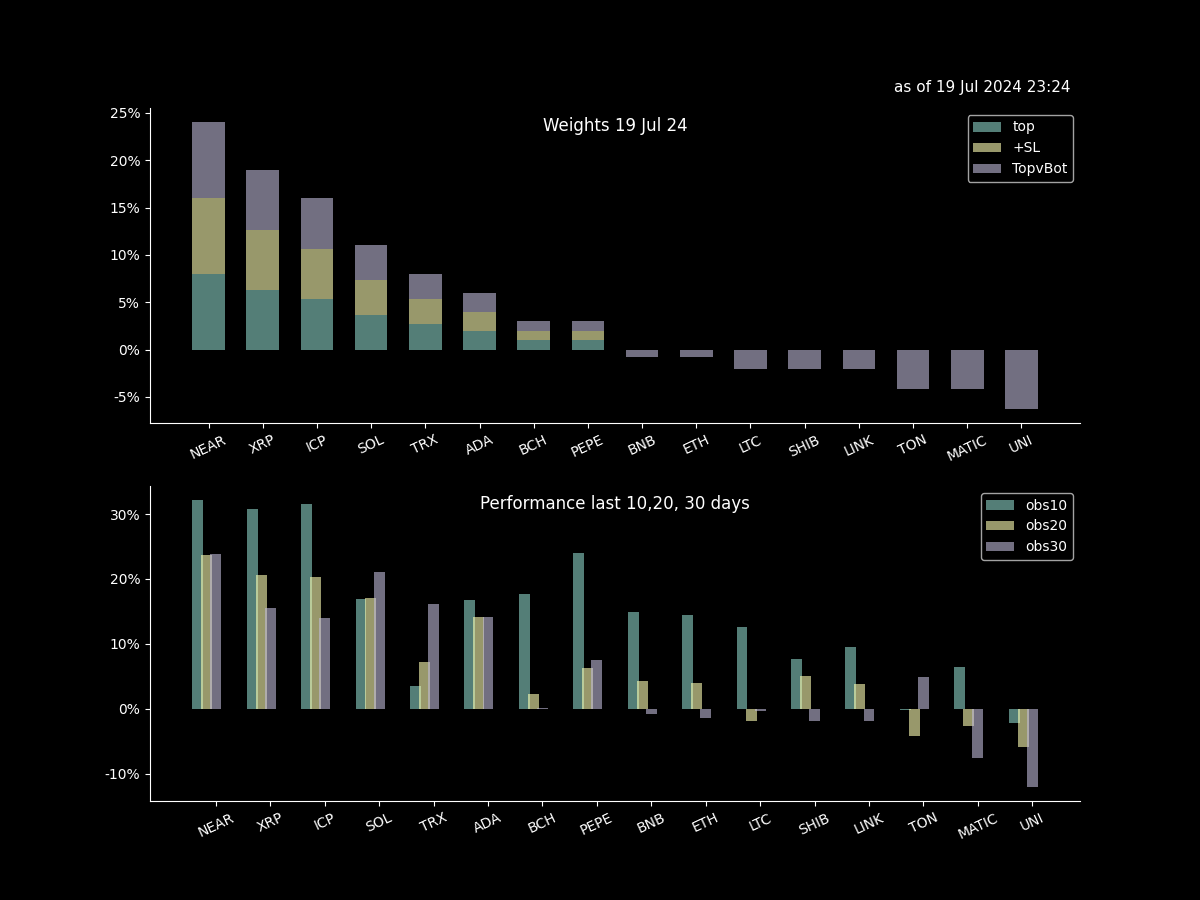 as of 19 Jul 2024 23:24
Weights 19 Jul 24
top
+SL
TopvBot
25%
20%
15%
10%
5%
0%
-5%
NEAR XRP ICP SOL TRX ADA BCH PEPE BNB ETH LTC SHIB LINK TON MATIC UNI
Performance last 10,20, 30 days
obs10
obs20
obs30
30%
20%
10%
0%
-10%
NEAR XRP ICP SOL TRX ADA BCH PEPE BNB ETH LTC SHIB LINK TON MATIC UNI